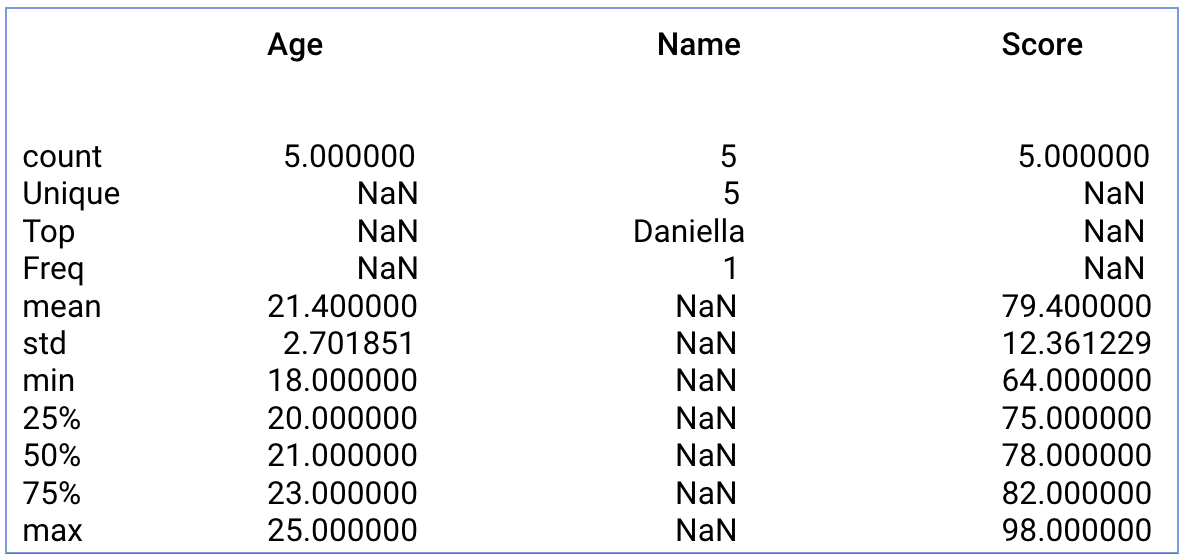 Age Name Score
count 5.000000 5 5.000000
Unique NaN 5 NaN
Top NaN Daniella NaN
Freq NaN 1 NaN
mean 21.400000 NaN 79.400000
std 2.701851 NaN 12.361229
min 18.000000 NaN 64.000000
25% 20.000000 NaN 75.000000
50% 21.000000 NaN 78.000000
75% 23.000000 NaN 82.000000
max 25.000000 NaN 98.000000